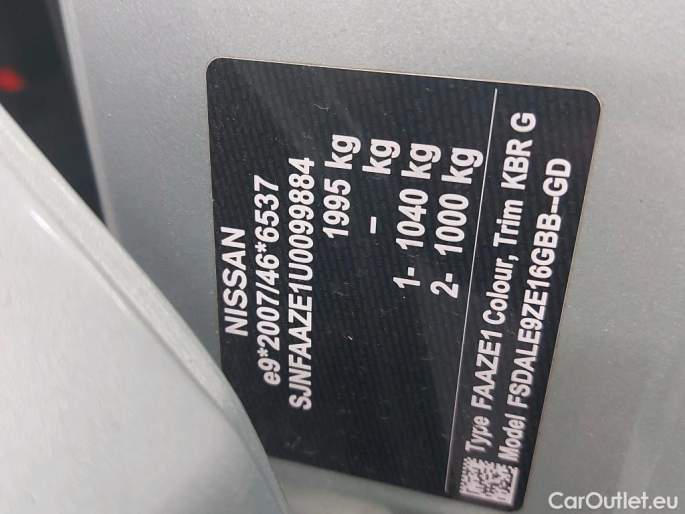 NISSAN
e9*2007/46*6537
SJNFAAZE1U0099884
1995 kg
– kg
1- 1040 kg
2- 1000 kg
Type FAAZE1 Colour, Trim KBR G
Model FSDALE9ZE16GBB--GD
CarOutlet.eu